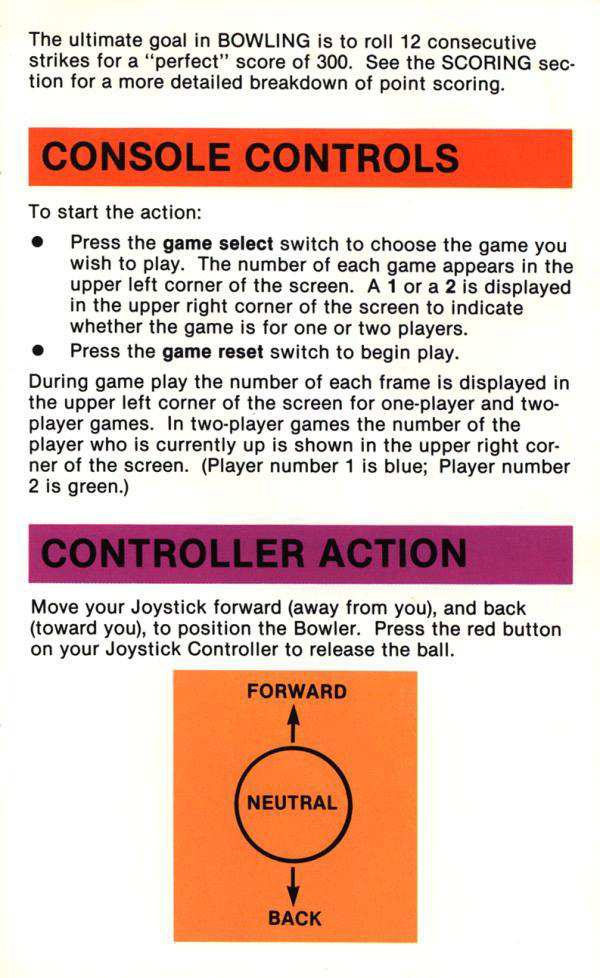 The ultimate goal in BOWLING is to roll 12 consecutive
strikes for a "perfect" score of 300. See the SCORING sec-
tion for a more detailed breakdown of point scoring.
CONSOLE CONTROLS
To start the action:
● Press the game select switch to choose the game you
wish to play. The number of each game appears in the
upper left corner of the screen. A 1 or a 2 is displayed
in the upper right corner of the screen to indicate
whether the game is for one or two players.
● Press the game reset switch to begin play.
During game play the number of each frame is displayed in
the upper left corner of the screen for one-player and two-
player games. In two-player games the number of the
player who is currently up is shown in the upper right cor-
ner of the screen. (Player number 1 is blue; Player number
2 is green.)
CONTROLLER ACTION
Move your Joystick forward (away from you), and back
(toward you), to position the Bowler. Press the red button
on your Joystick Controller to release the ball.
FORWARD
NEUTRAL
BACK